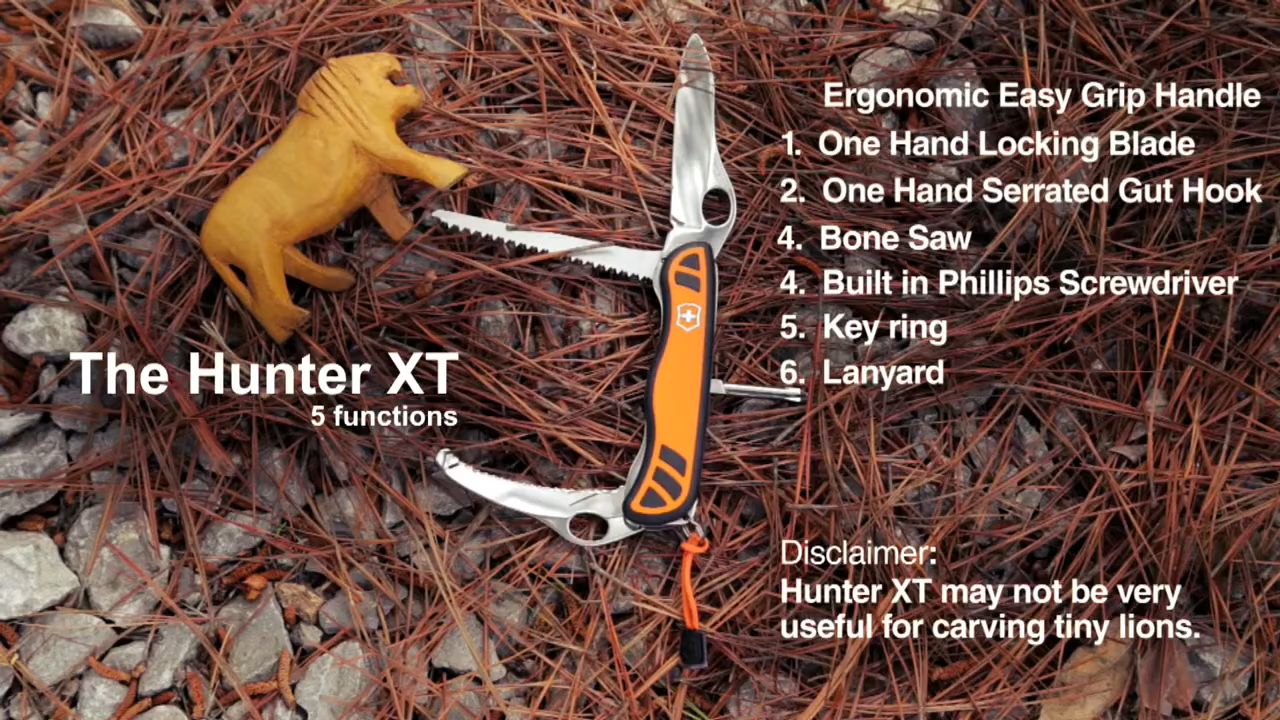 Ergonomic Easy Grip Handle
1. One Hand Locking Blade
2. One Hand Serrated Gut Hook
4. Bone Saw
4. Built in Phillips Screwdriver
5. Key ring
6. Lanyard
The Hunter XT
5 functions
Disclaimer:
Hunter XT may not be very
useful for carving tiny lions.